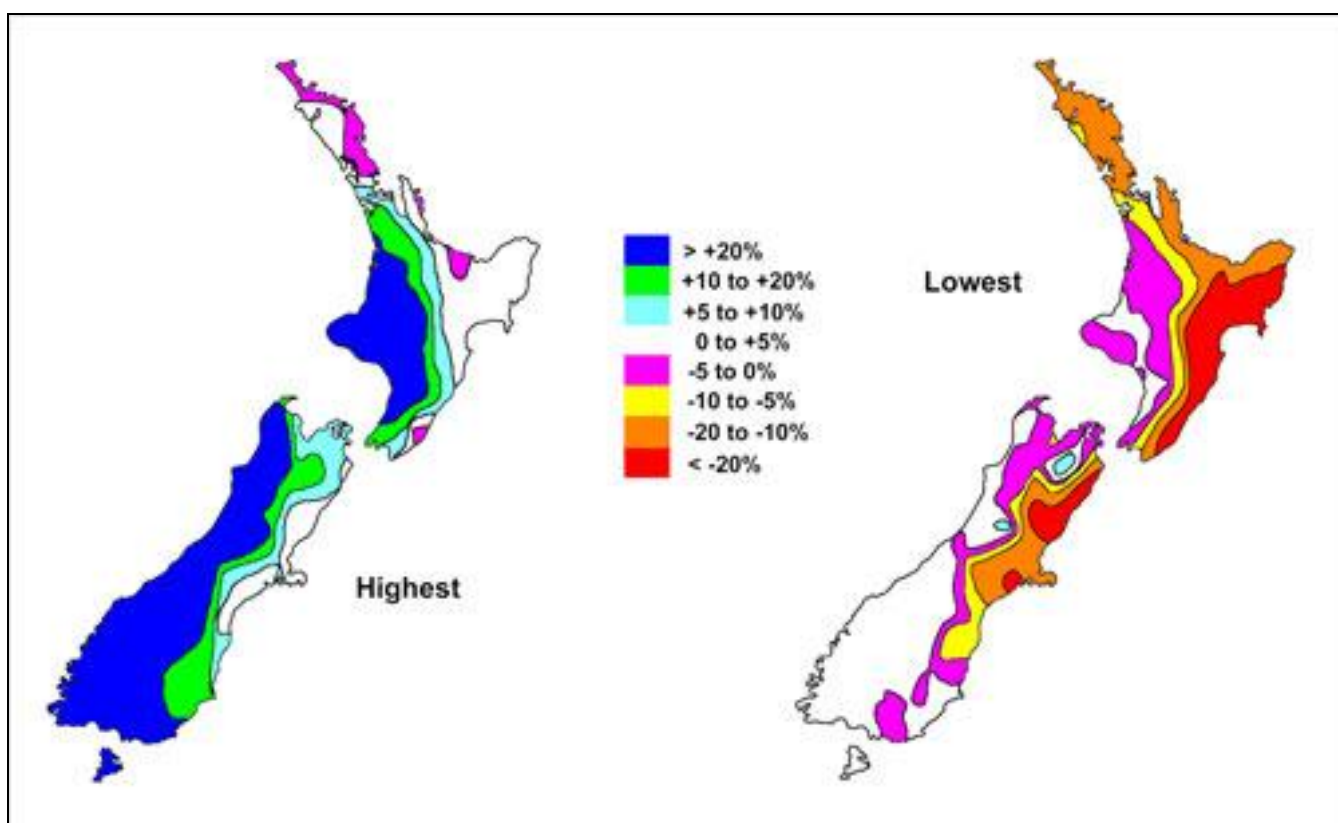 > +20%
+10 to +20%
+5 to +10%
0 to +5%
-5 to 0%
-10 to -5%
-20 to -10%
< -20%
Lowest
Highest